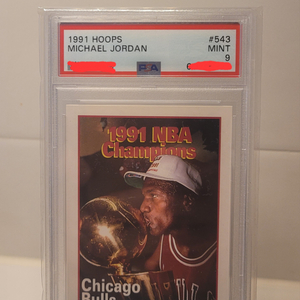 1991 HOOPS #543
MICHAEL JORDAN MINT
PSA 9
1991 NBA
Champions
Chicago
Bulls